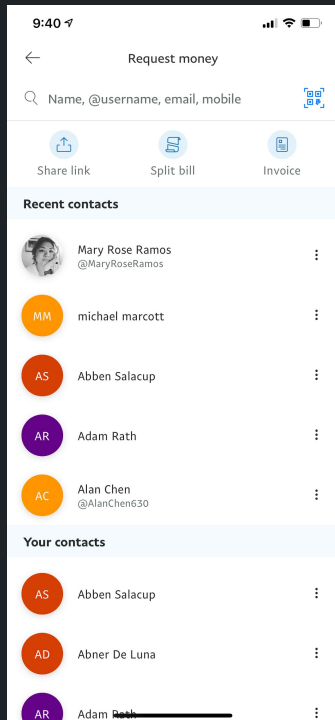 9:40
Request money
Name, @username, email, mobile
Share link
Split bill
Invoice
Recent contacts
Mary Rose Ramos
@MaryRoseRamos
MM
michael marcott
AS
Abben Salacup
AR
Adam Rath
AC
Alan Chen
@AlanChen630
Your contacts
AS
Abben Salacup
AD
Abner De Luna
AR
Adam Rath